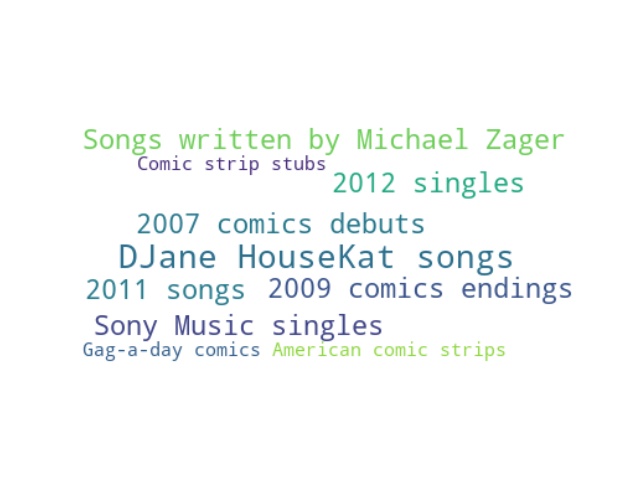 Songs written by Michael Zager
Comic strip stubs
2012 singles
2007 comics debuts
DJane HouseKat songs
2011 songs
2009 comics endings
Sony Music singles
Gag-a-day comics
American comic strips